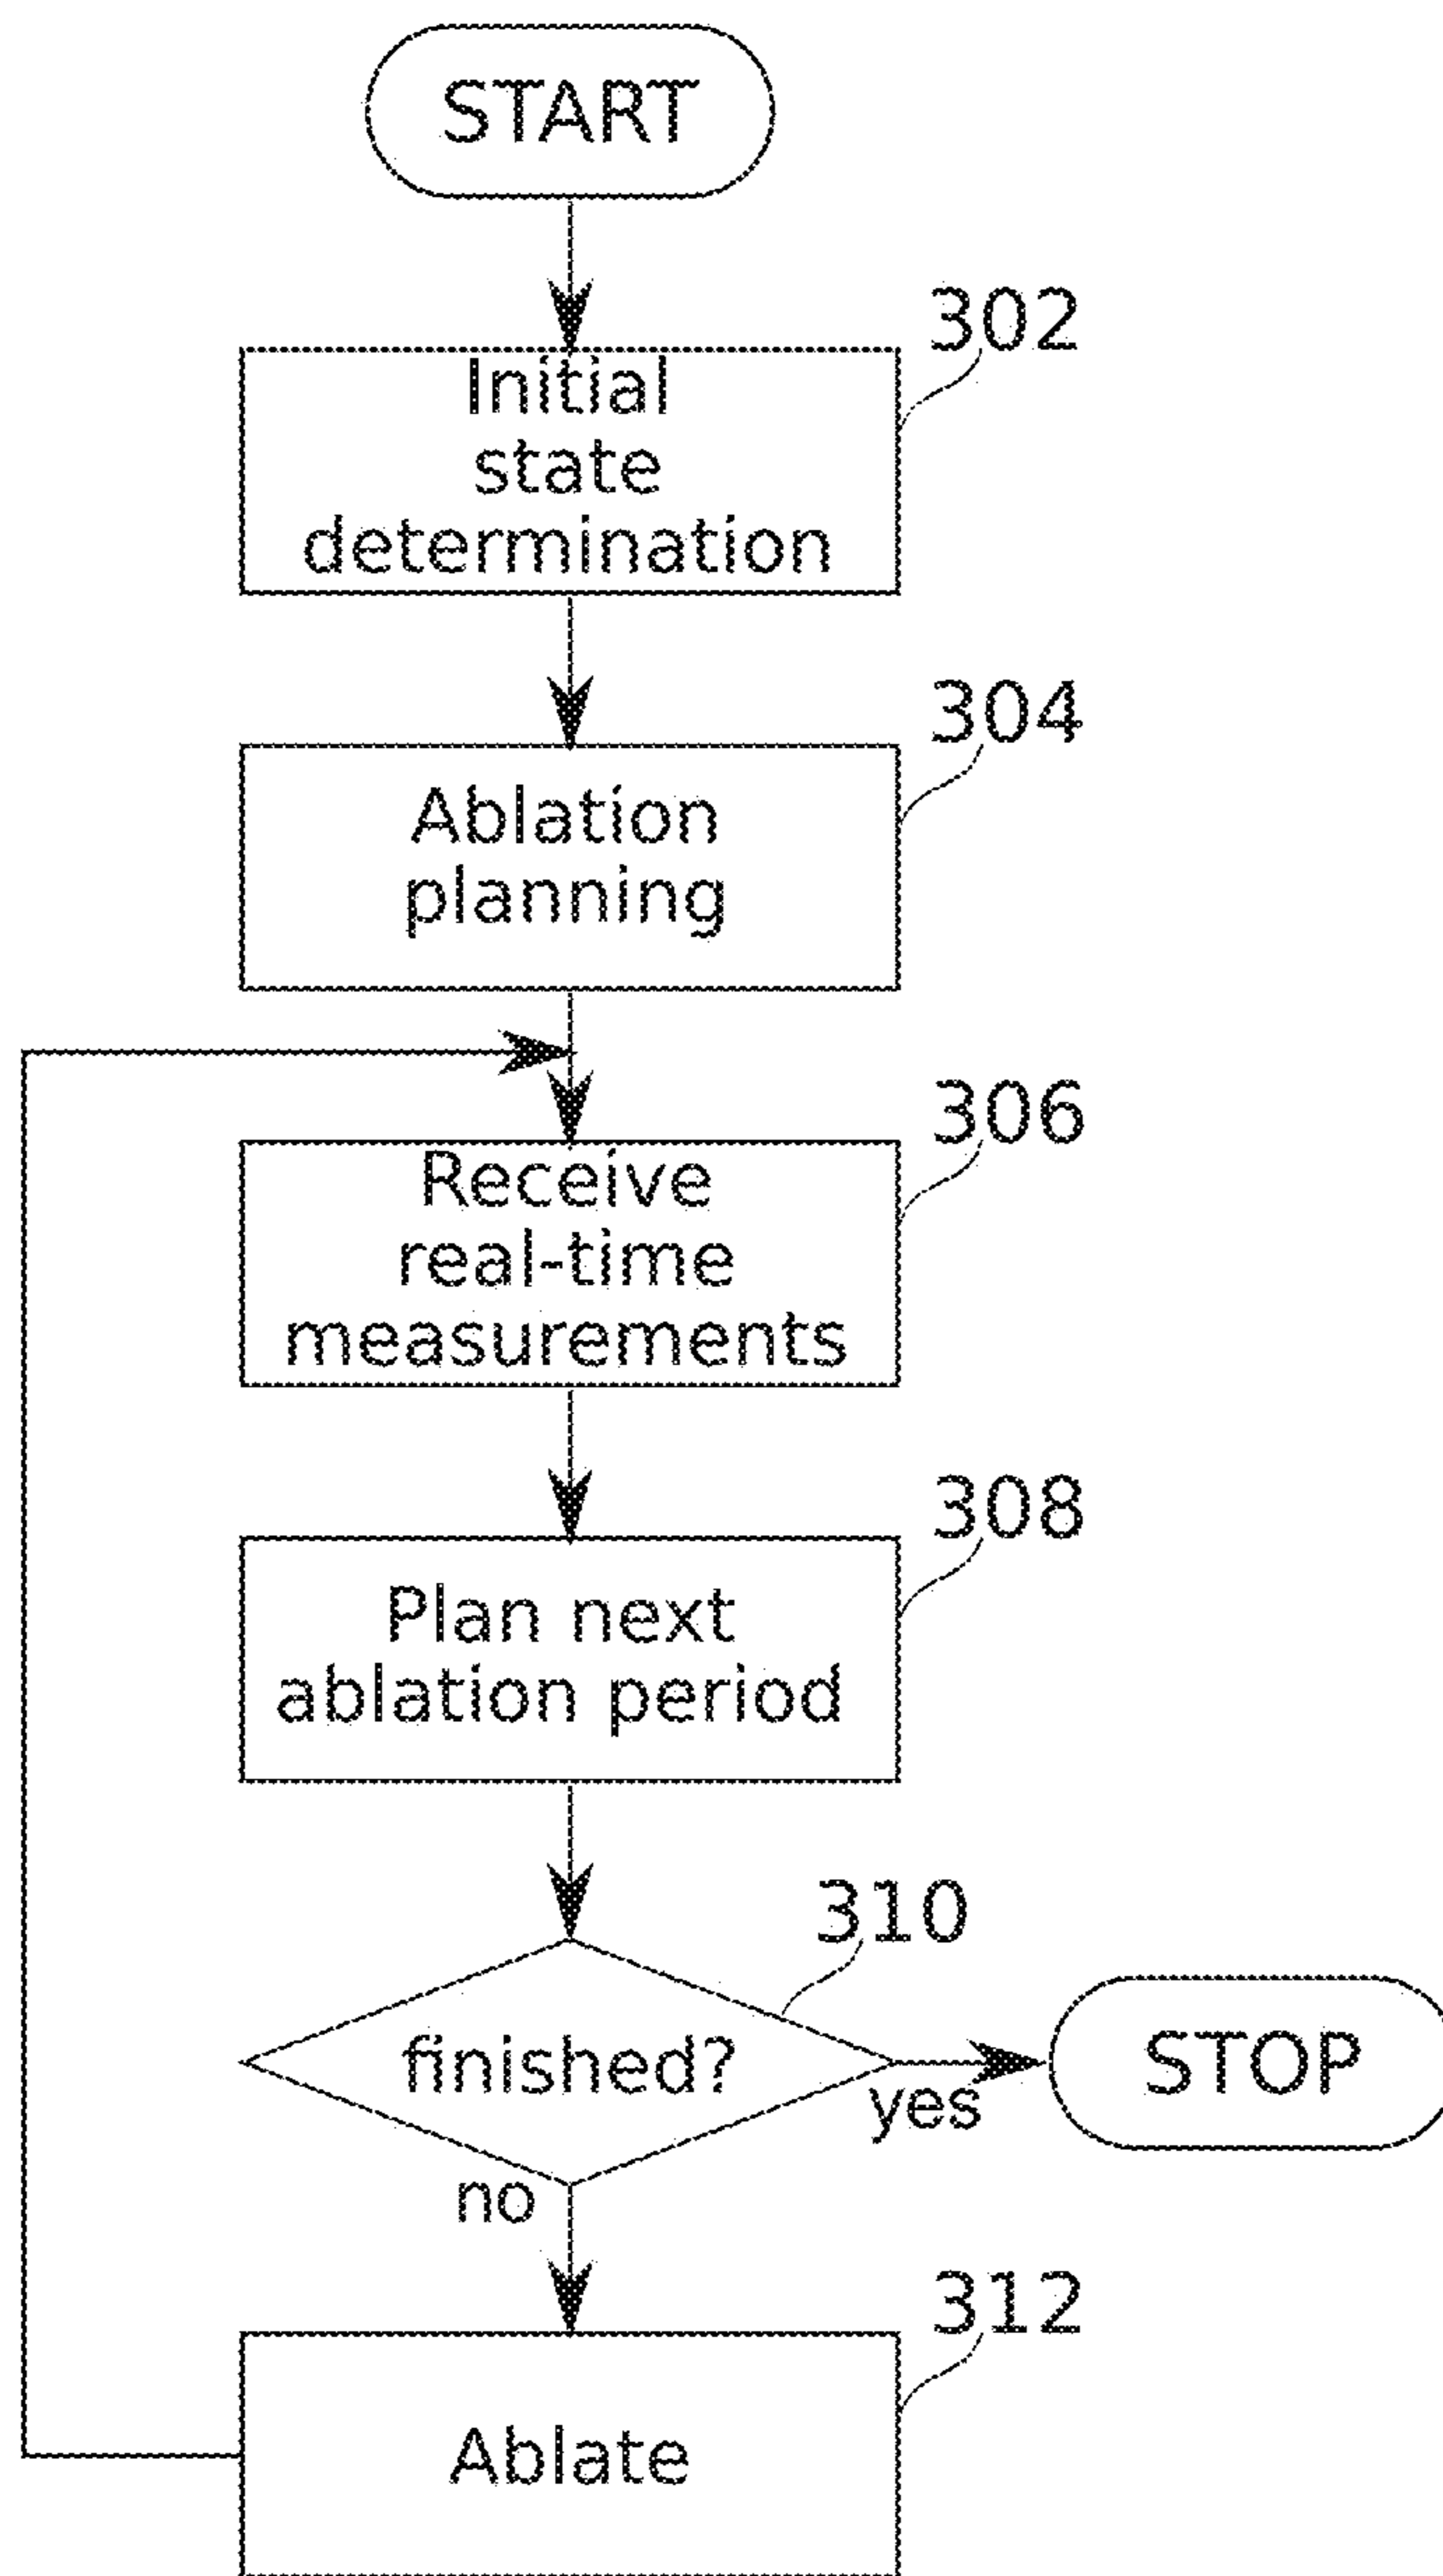 START
302
Initial
state
determination
304
Ablation
planning
306
Receive
real-time
measurements
308
Plan next
ablation period
310
finished?
yes
STOP
no
312
Ablate